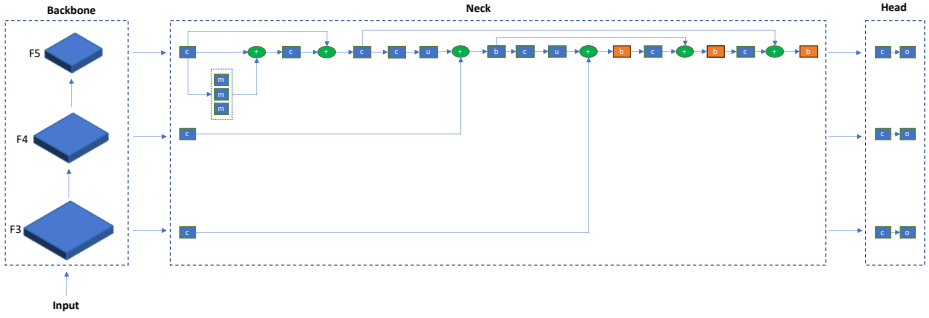 Backbone
Neck
Head
F5
c + c + c c u + b c u + b c + b c + b
c o
m
m
m
F4
c
c o
F3
c
c o
Input